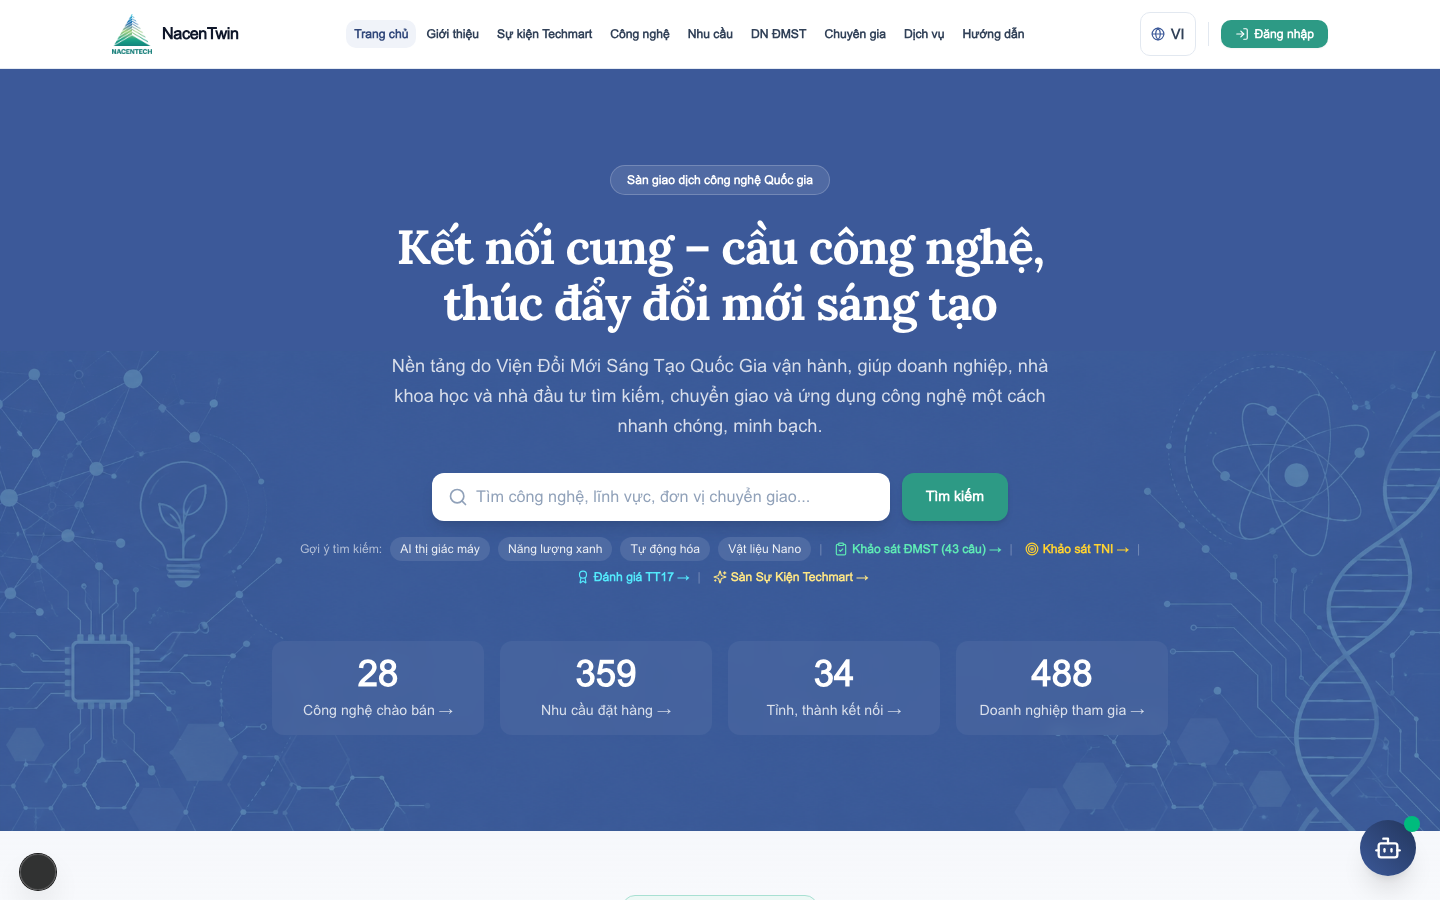 NACENTECH
NacenTwin
Trang chủ
Giới thiệu
Sự kiện Techmart
Công nghệ
Nhu cầu
DN ĐMST
Chuyên gia
Dịch vụ
Hướng dẫn
VI
Đăng nhập
Sàn giao dịch công nghệ Quốc gia
Kết nối cung – cầu công nghệ,
thúc đẩy đổi mới sáng tạo
Nền tảng do Viện Đổi Mới Sáng Tạo Quốc Gia vận hành, giúp doanh nghiệp, nhà
khoa học và nhà đầu tư tìm kiếm, chuyển giao và ứng dụng công nghệ một cách
nhanh chóng, minh bạch.
Tìm công nghệ, lĩnh vực, đơn vị chuyển giao...
Tìm kiếm
Gợi ý tìm kiếm: AI thị giác máy Năng lượng xanh Tự động hóa Vật liệu Nano | Khảo sát ĐMST (43 câu) → | Khảo sát TNI → |
Đánh giá TT17 → | Sàn Sự Kiện Techmart →
28
Công nghệ chào bán →
359
Nhu cầu đặt hàng →
34
Tỉnh, thành kết nối →
488
Doanh nghiệp tham gia →